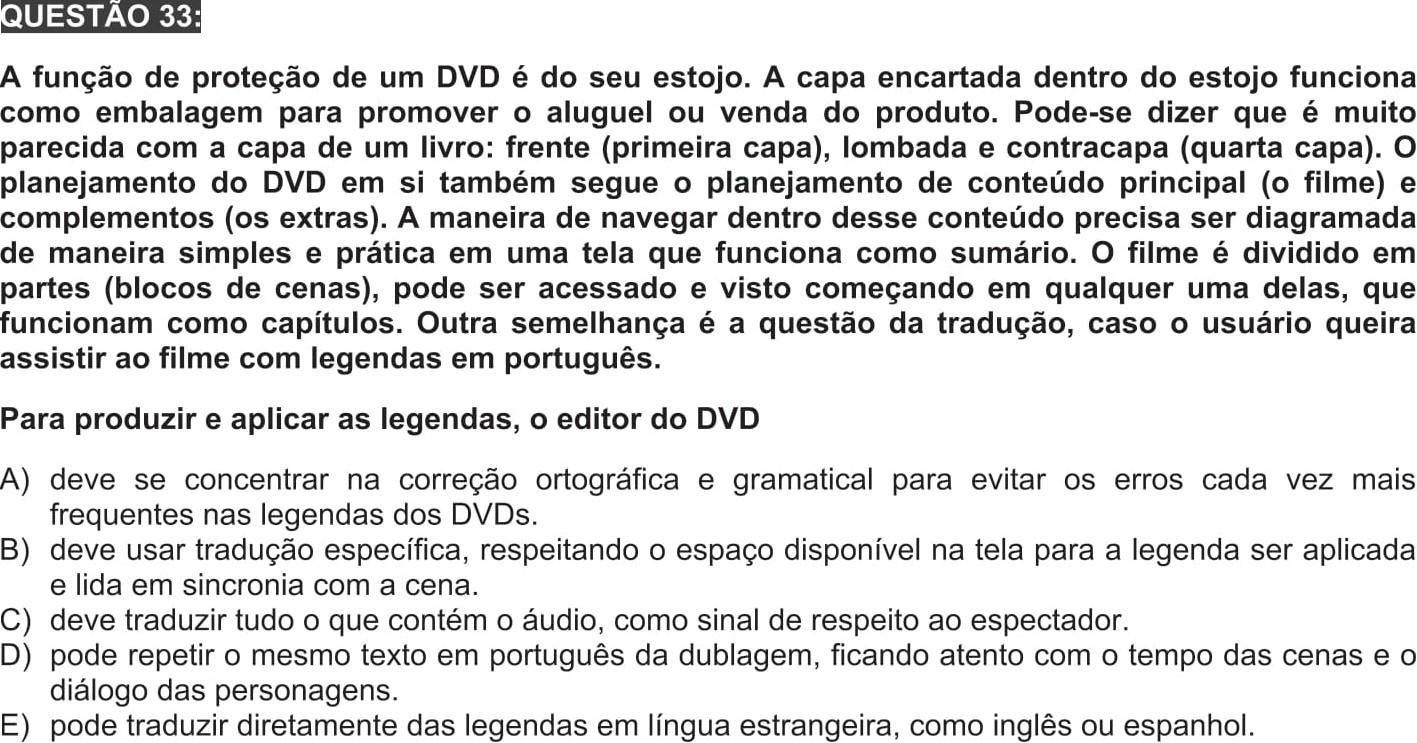 QUESTÃO 33:
A função de proteção de um DVD é do seu estojo. A capa encartada dentro do estojo funciona
como embalagem para promover o aluguel ou venda do produto. Pode-se dizer que é muito
parecida com a capa de um livro: frente (primeira capa), lombada e contracapa (quarta capa). O
planejamento do DVD em si também segue o planejamento de conteúdo principal (o filme) e
complementos (os extras). A maneira de navegar dentro desse conteúdo precisa ser diagramada
de maneira simples e prática em uma tela que funciona como sumário. O filme é dividido em
partes (blocos de cenas), pode ser acessado e visto começando em qualquer uma delas, que
funcionam como capítulos. Outra semelhança é a questão da tradução, caso o usuário queira
assistir ao filme com legendas em português.
Para produzir e aplicar as legendas, o editor do DVD
A) deve se concentrar na correção ortográfica e gramatical para evitar os erros cada vez mais
frequentes nas legendas dos DVDs.
B) deve usar tradução específica, respeitando o espaço disponível na tela para a legenda ser aplicada
e lida em sincronia com a cena.
C) deve traduzir tudo o que contém o áudio, como sinal de respeito ao espectador.
D) pode repetir o mesmo texto em português da dublagem, ficando atento com o tempo das cenas e o
diálogo das personagens.
E) pode traduzir diretamente das legendas em língua estrangeira, como inglês ou espanhol.